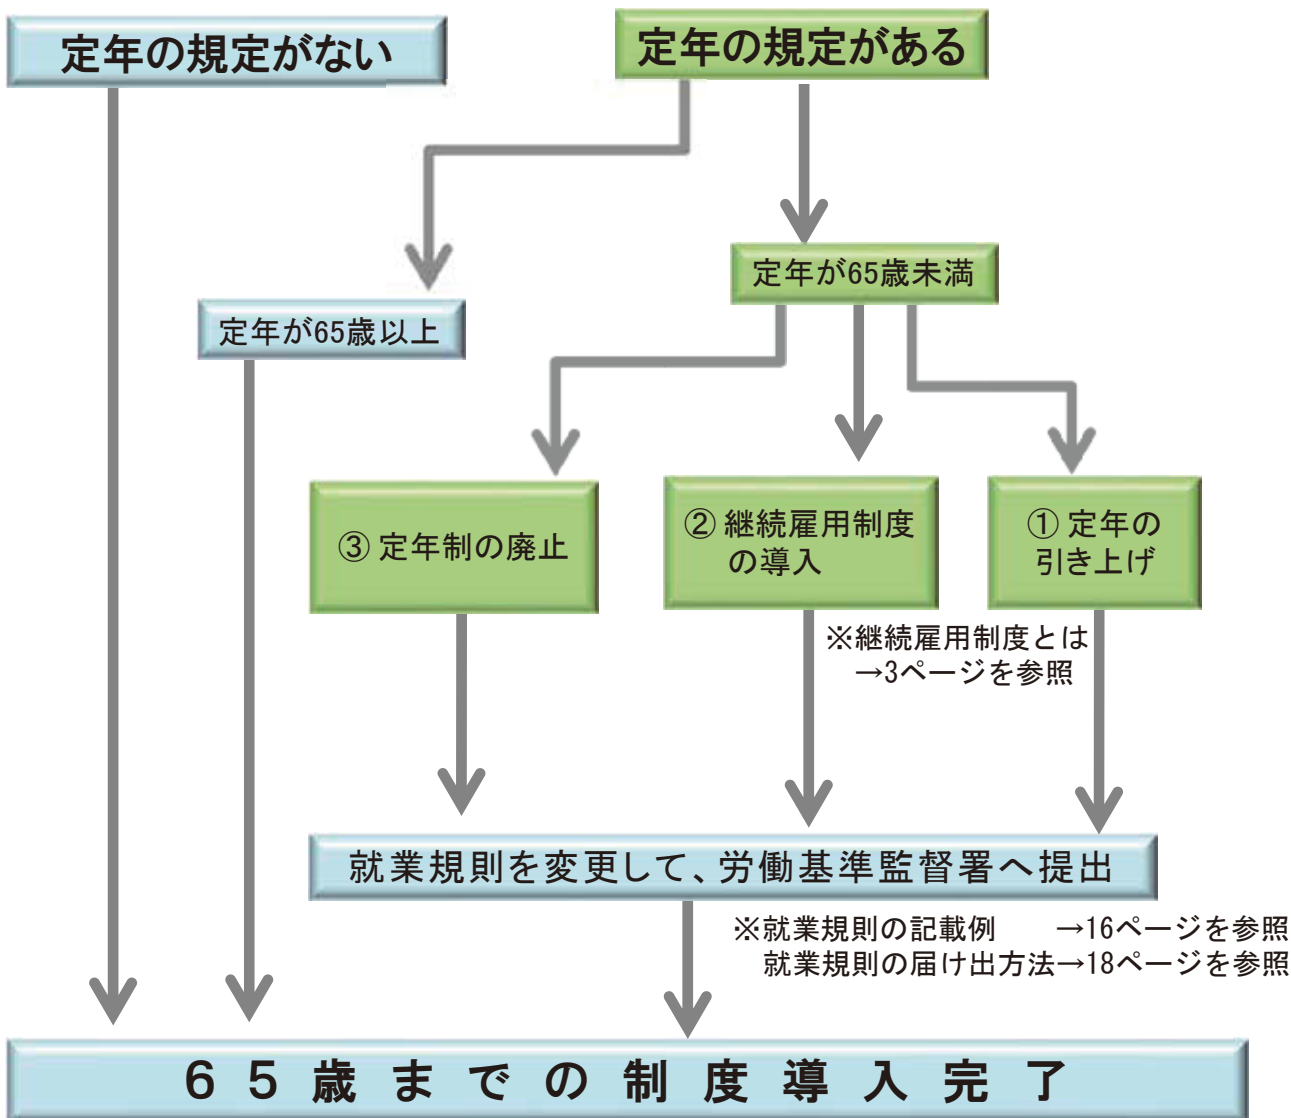 定年の規定がない
定年の規定がある
定年が65歳未満
定年が65歳以上
③ 定年制の廃止
② 継続雇用制度
の導入
① 定年の
引き上げ
※継続雇用制度とは
→3ページを参照
就業規則を変更して、労働基準監督署へ提出
※就業規則の記載例　　→16ページを参照
就業規則の届け出方法→18ページを参照
６５歳までの制度導入完了